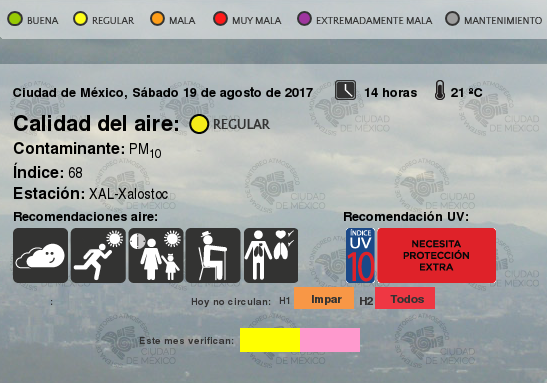 BUENA REGULAR MALA MUY MALA EXTREMADAMENTE MALA MANTENIMIENTO
Ciudad de México, Sábado 19 de agosto de 2017 14 horas 21 ºC
Calidad del aire: REGULAR
Contaminante: PM10
Índice: 68
Estación: XAL-Xalostoc
Recomendaciones aire: Recomendación UV:
ÍNDICE
UV
10
NECESITA
PROTECCIÓN
EXTRA
: Hoy no circulan: H1 Impar H2 Todos
Este mes verifican:
CIUDAD
DE MÉXICO